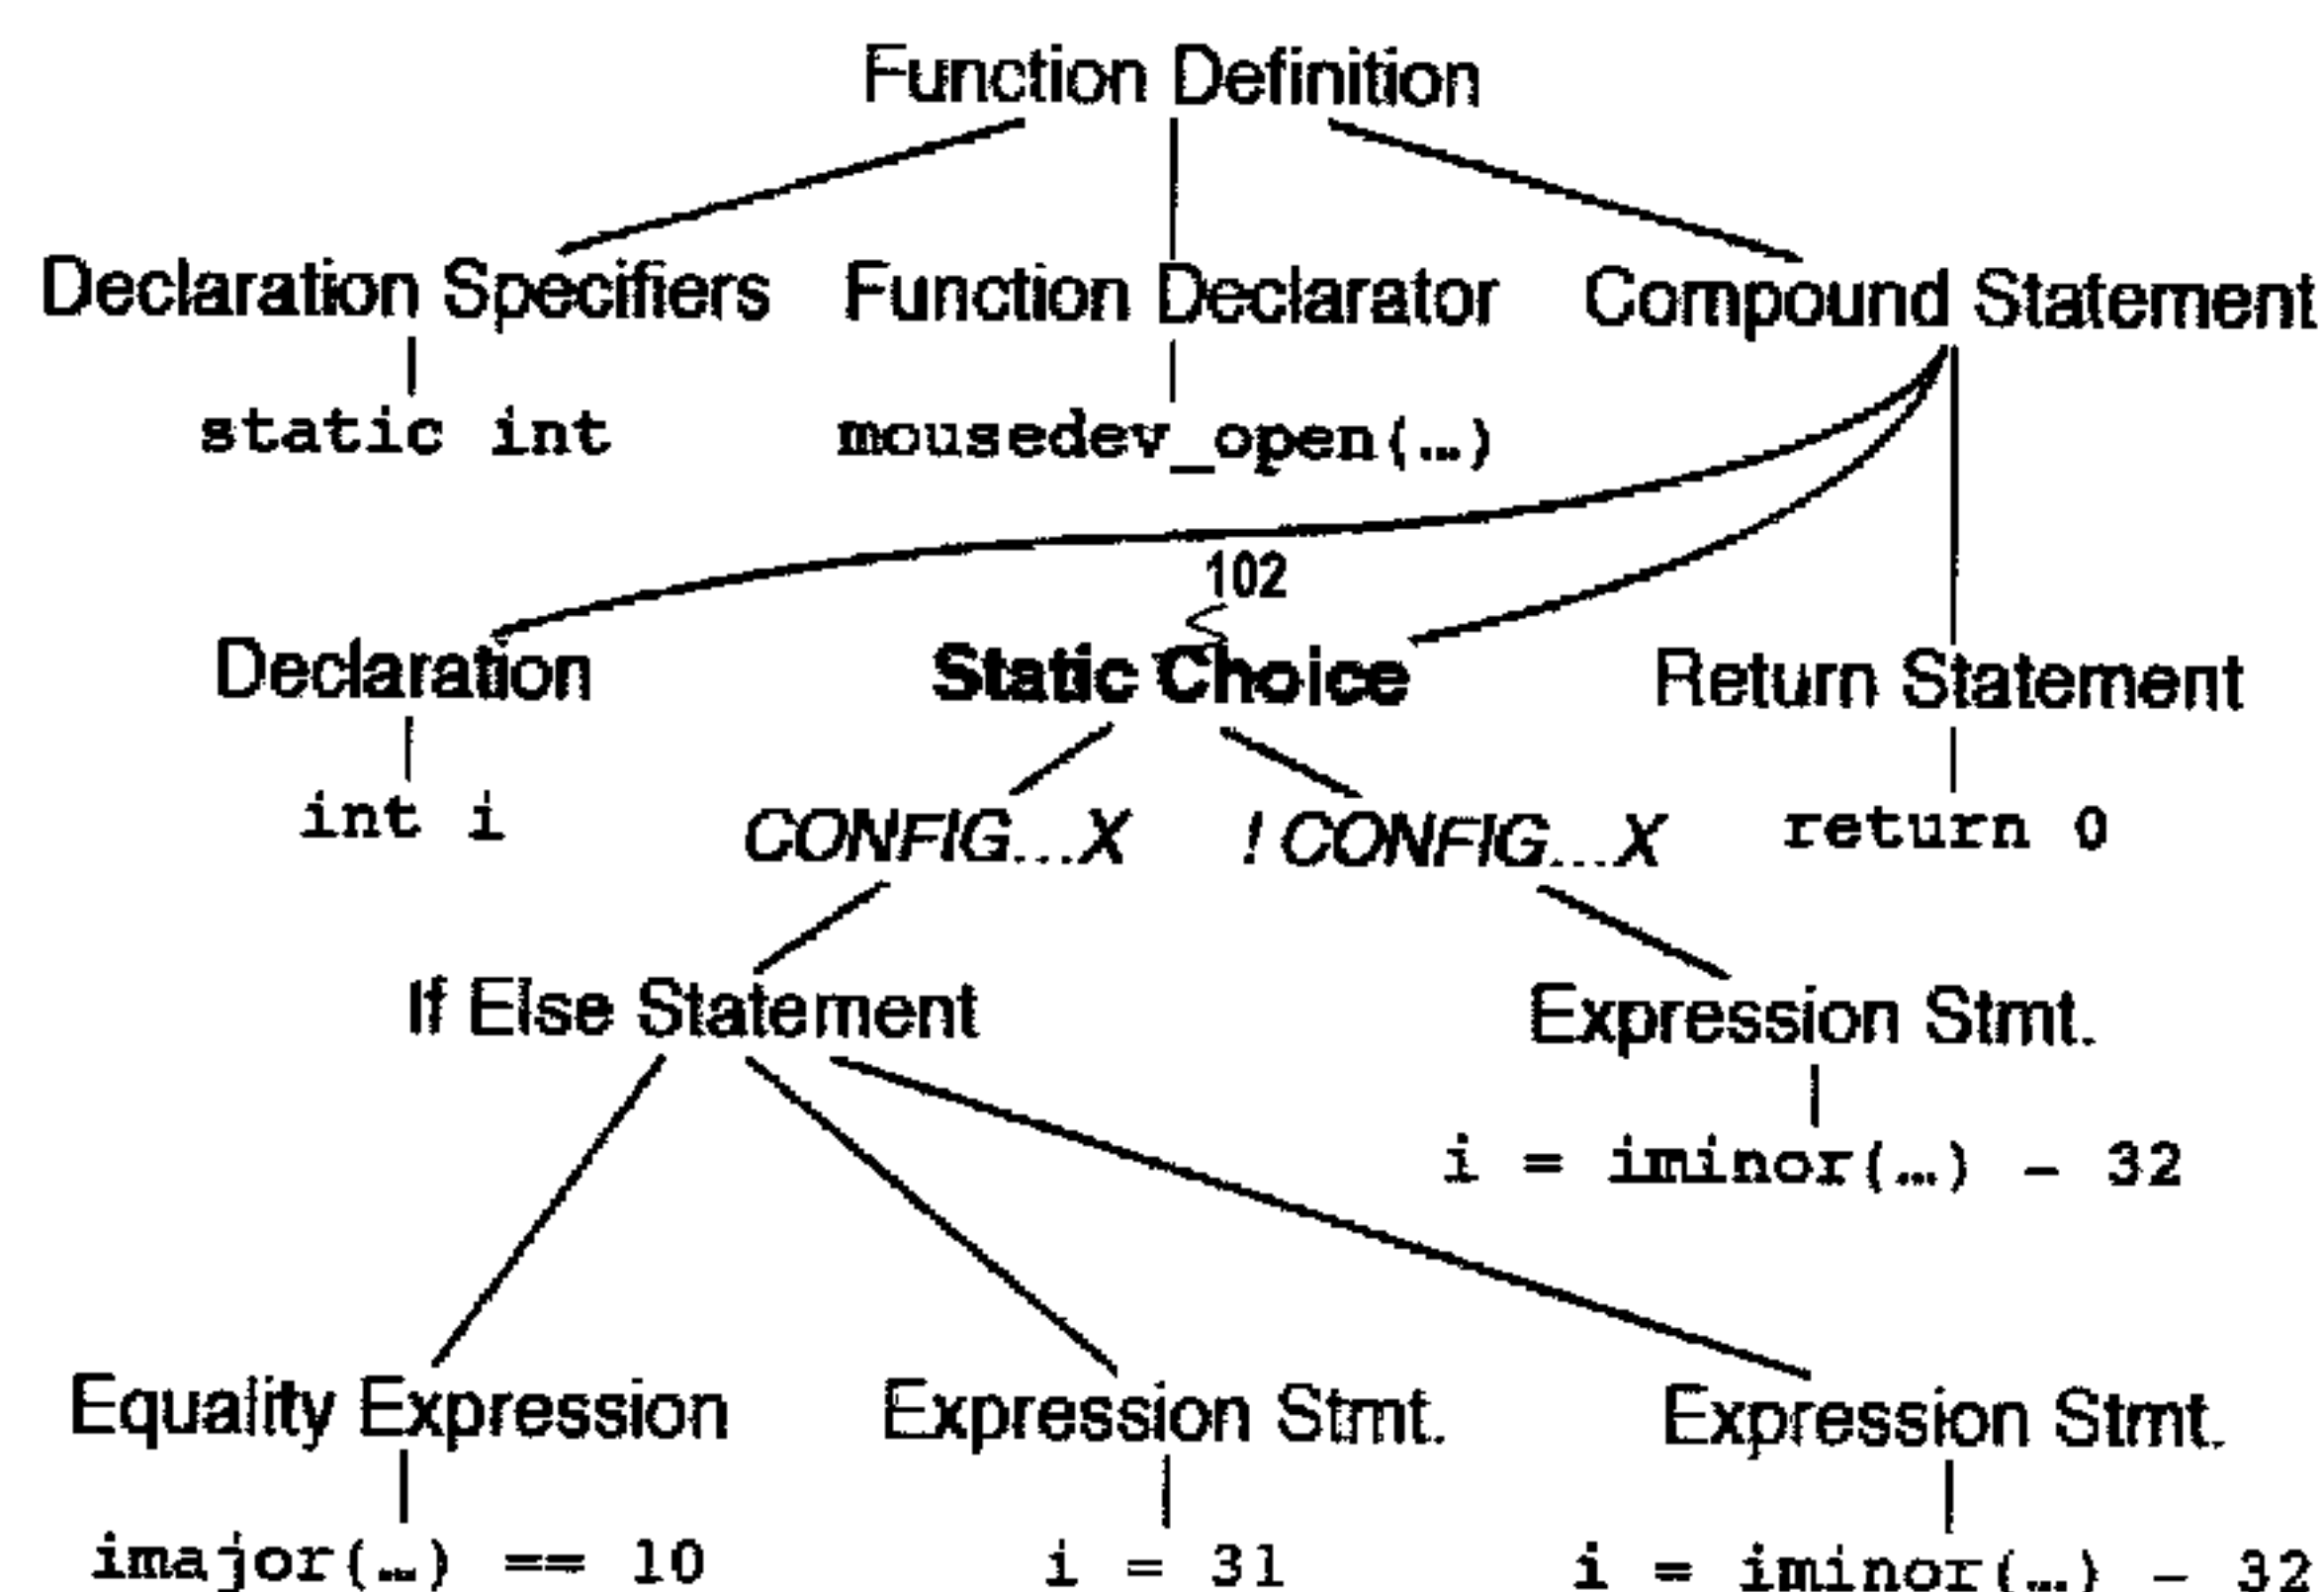 Function Definition
Declaration Specifiers Function Declarator Compound Statement
static int mousedev_open(…)
102
Declaration Static Choice Return Statement
int i CONFIG...X ! CONFIG...X return 0
If Else Statement Expression Stmt.
i = iminor(…) - 32
Equality Expression Expression Stmt. Expression Stmt.
imajor(…) == 10 i = 31 i = iminor(…) - 32